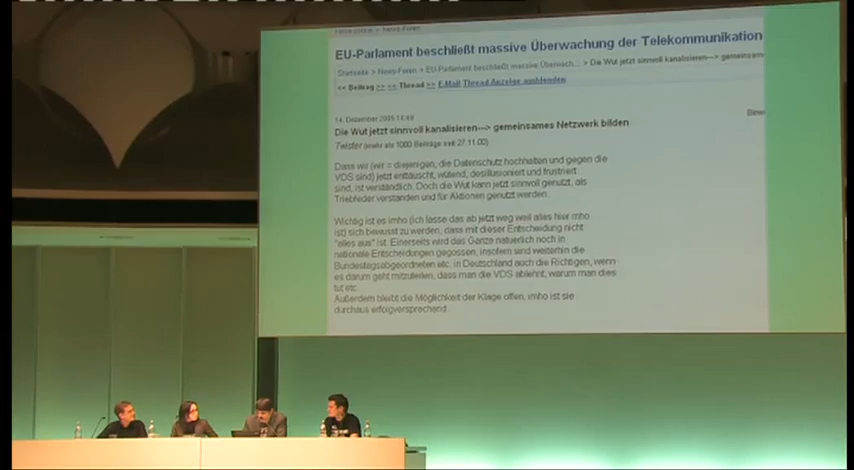 heise online > News-Foren
EU-Parlament beschließt massive Überwachung der Telekommunikation
Startseite > News-Foren > EU-Parlament beschließt massive Überwach... > Die Wut jetzt sinnvoll kanalisieren---> gemeinsam
<< Beitrag >> << Thread >> E-Mail Thread-Anzeige ausblenden
14. Dezember 2005 14:49
Bewe
Die Wut jetzt sinnvoll kanalisieren---> gemeinsames Netzwerk bilden
Twister (mehr als 1000 Beiträge seit 27.11.00)
Dass wir (wir = diejenigen, die Datenschutz hochhalten und gegen die
VDS sind) jetzt enttäuscht, wütend, desillusioniert und frustriert
sind, ist verständlich. Doch die Wut kann jetzt sinnvoll genutzt, als
Triebfeder verstanden und für Aktionen genutzt werden.
Wichtig ist es imho (ich lasse das ab jetzt weg weil alles hier imho
ist) sich bewusst zu werden, dass mit dieser Entscheidung nicht
"alles aus" ist. Einerseits wird das Ganze natuerlich noch in
nationale Entscheidungen gegossen, insofern sind weiterhin die
Bundestagsabgeordneten etc. in Deutschland auch die Richtigen, wenn
es darum geht mitzuteilen, dass man die VDS ablehnt, warum man dies
tut etc.
Außerdem bleibt die Möglichkeit der Klage offen, imho ist sie
durchaus erfolgversprechend.